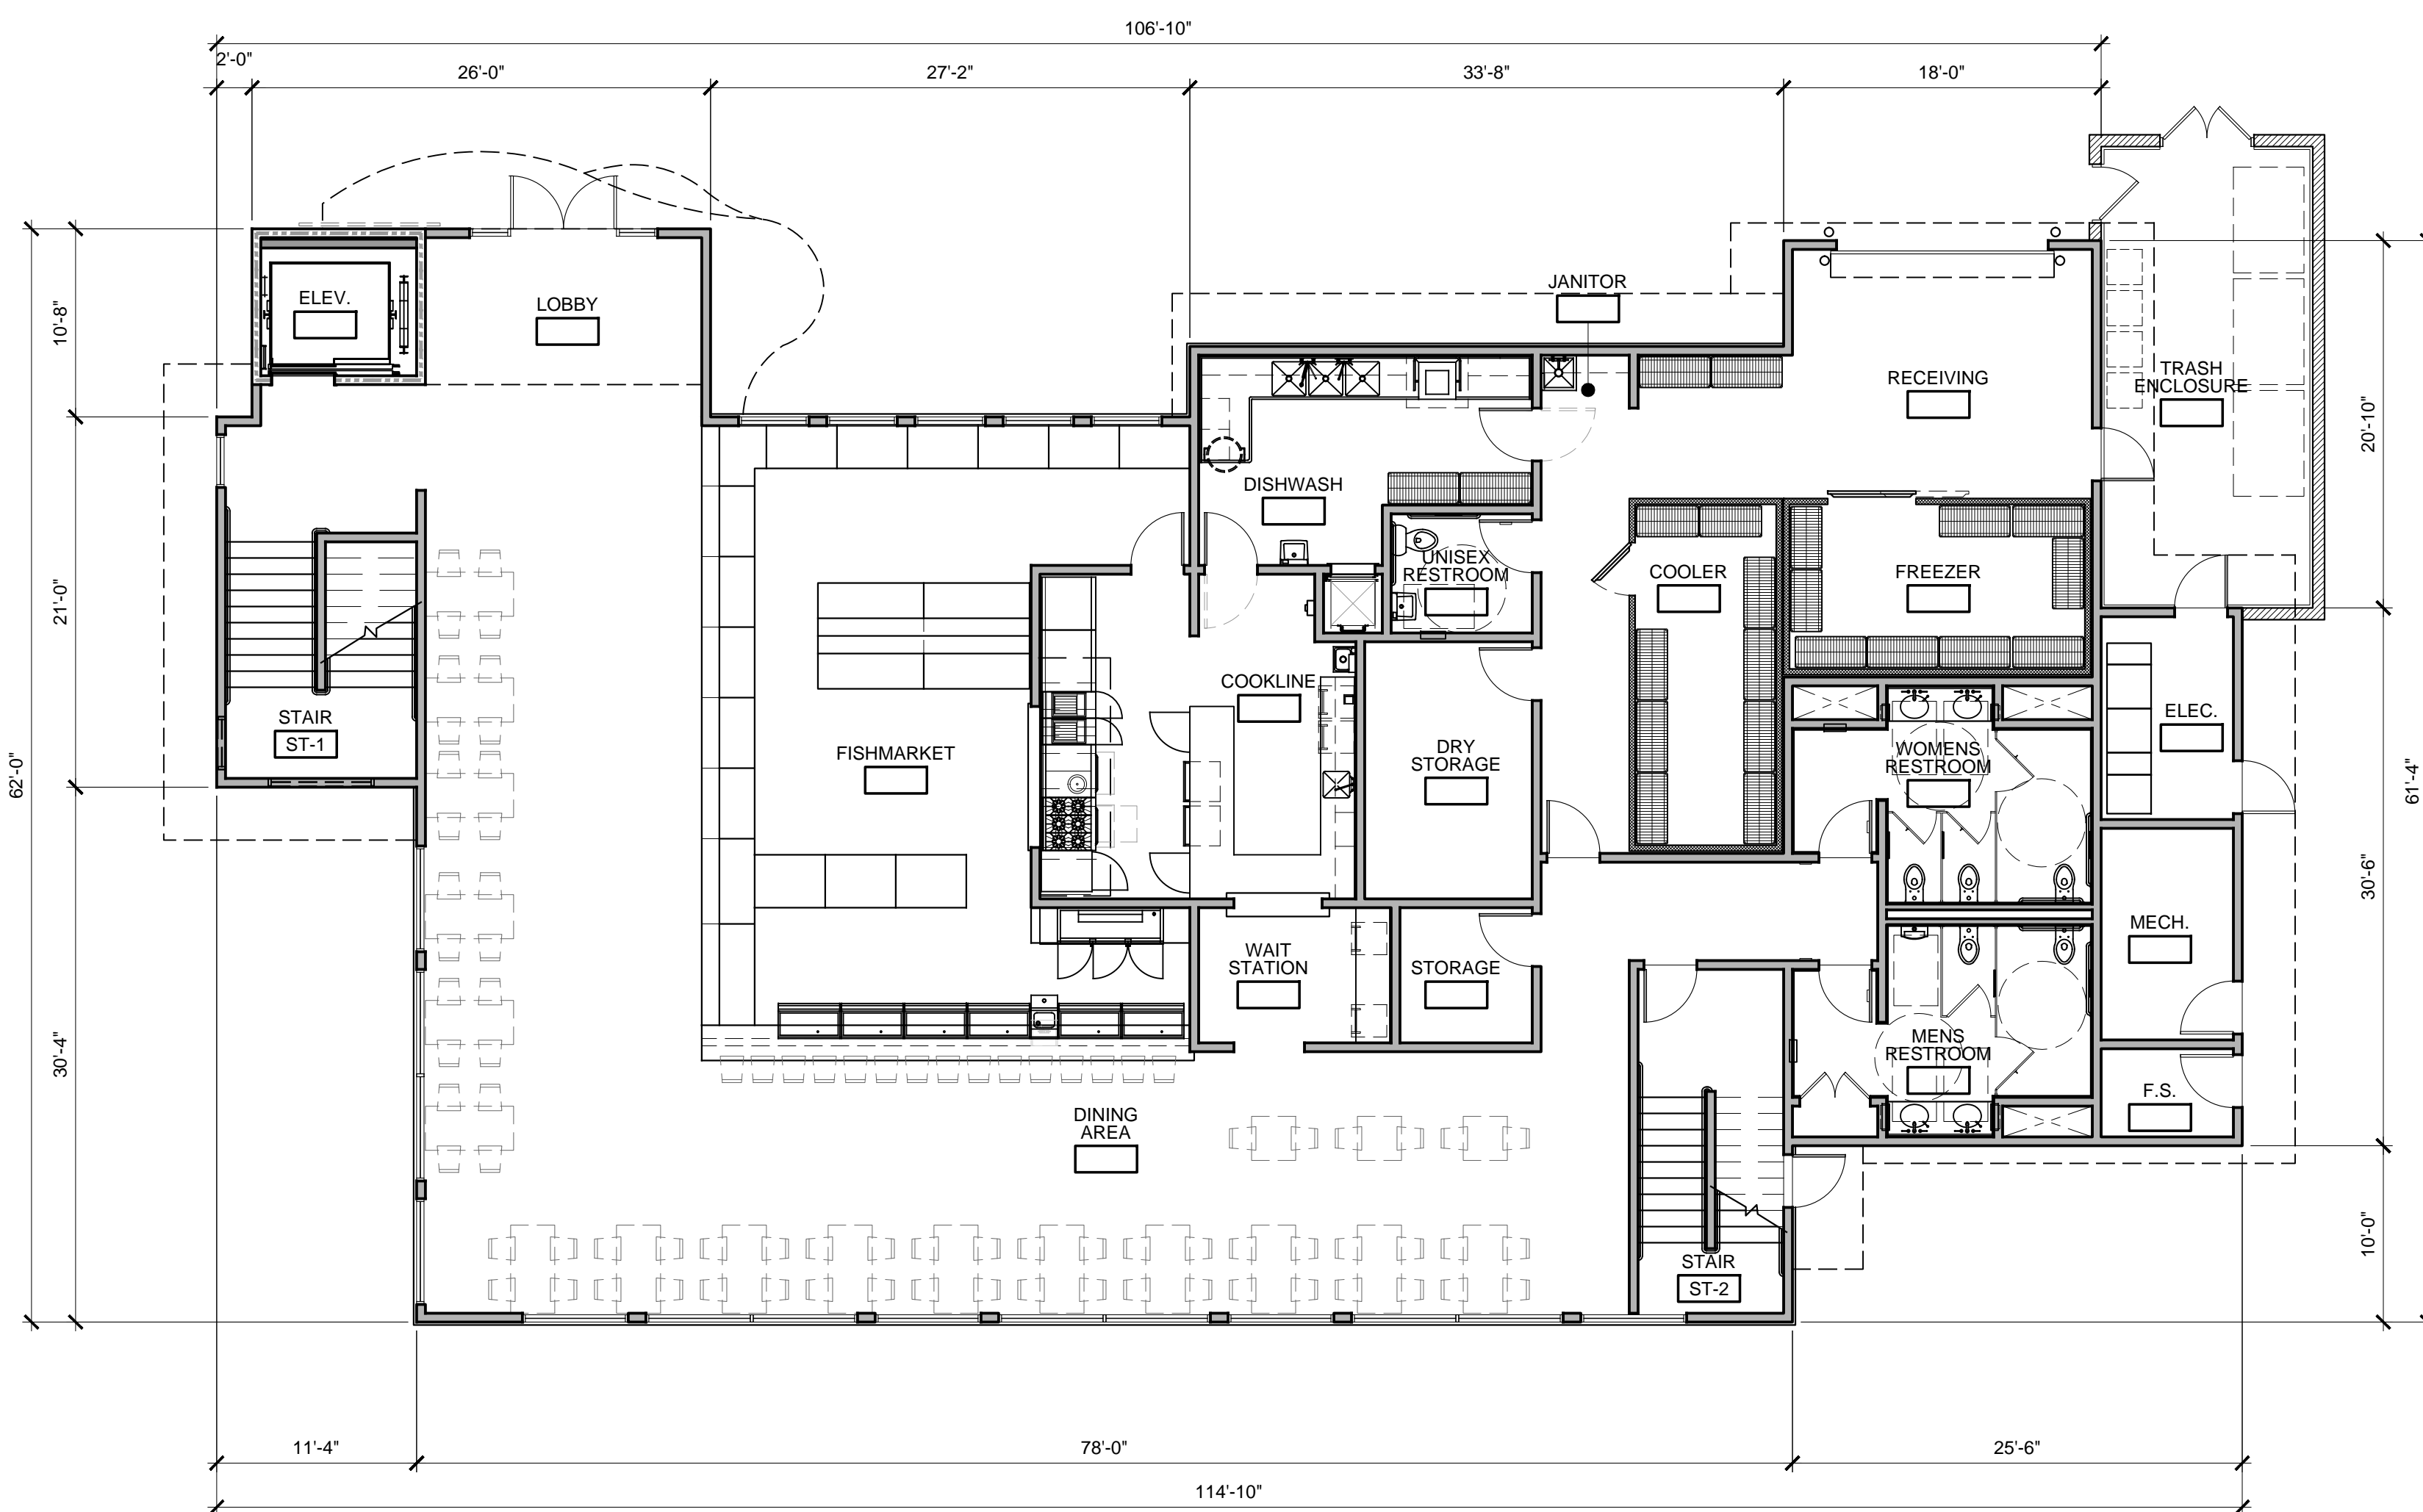 106'-10"
2'-0"
26'-0"
27'-2"
33'-8"
18'-0"
JANITOR
ELEV.
LOBBY
10'-8"
RECEIVING
TRASH
ENCLOSURE
20'-10"
DISHWASH
UNISEX
RESTROOM
COOLER
FREEZER
21'-0"
COOKLINE
STAIR
ST-1
ELEC.
FISHMARKET
DRY
STORAGE
WOMENS
RESTROOM
62'-0"
61'-4"
30'-6"
MECH.
WAIT
STATION
STORAGE
30'-4"
MENS
RESTROOM
F.S.
DINING
AREA
10'-0"
STAIR
ST-2
11'-4"
78'-0"
25'-6"
114'-10"